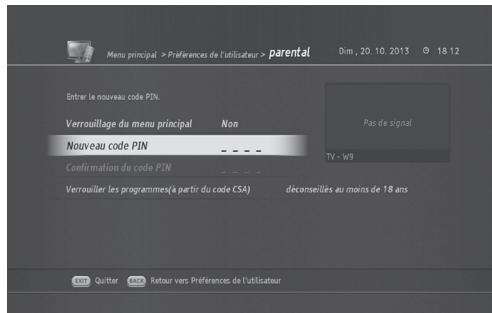 Menu principal > Préférences de l'utilisateur > parental Dim , 20. 10. 2013 18 12
Entrer le nouveau code PIN.
Verrouillage du menu principal Non
Pas de signal
Nouveau code PIN _ _ _ _
TV - W9
Confirmation du code PIN _ _ _ _
Verrouiller les programmes(à partir du code CSA) déconseillés au moins de 18 ans
EXIT Quitter BACK Retour vers Préférences de l'utilisateur